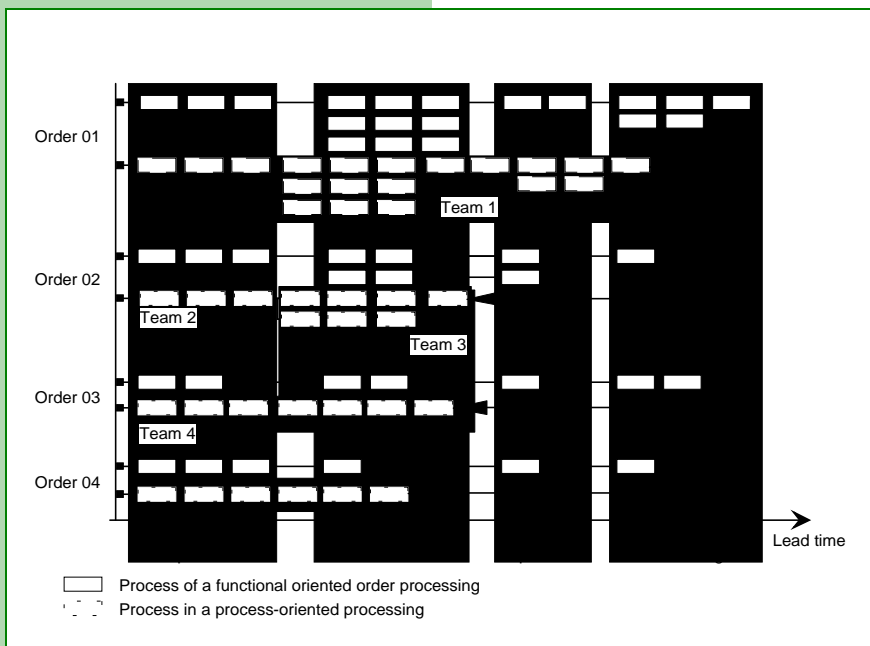 Order 01
Team 1
Order 02
Team 2
Team 3
Order 03
Team 4
Order 04
Lead time
Process of a functional oriented order processing
Process in a process-oriented processing